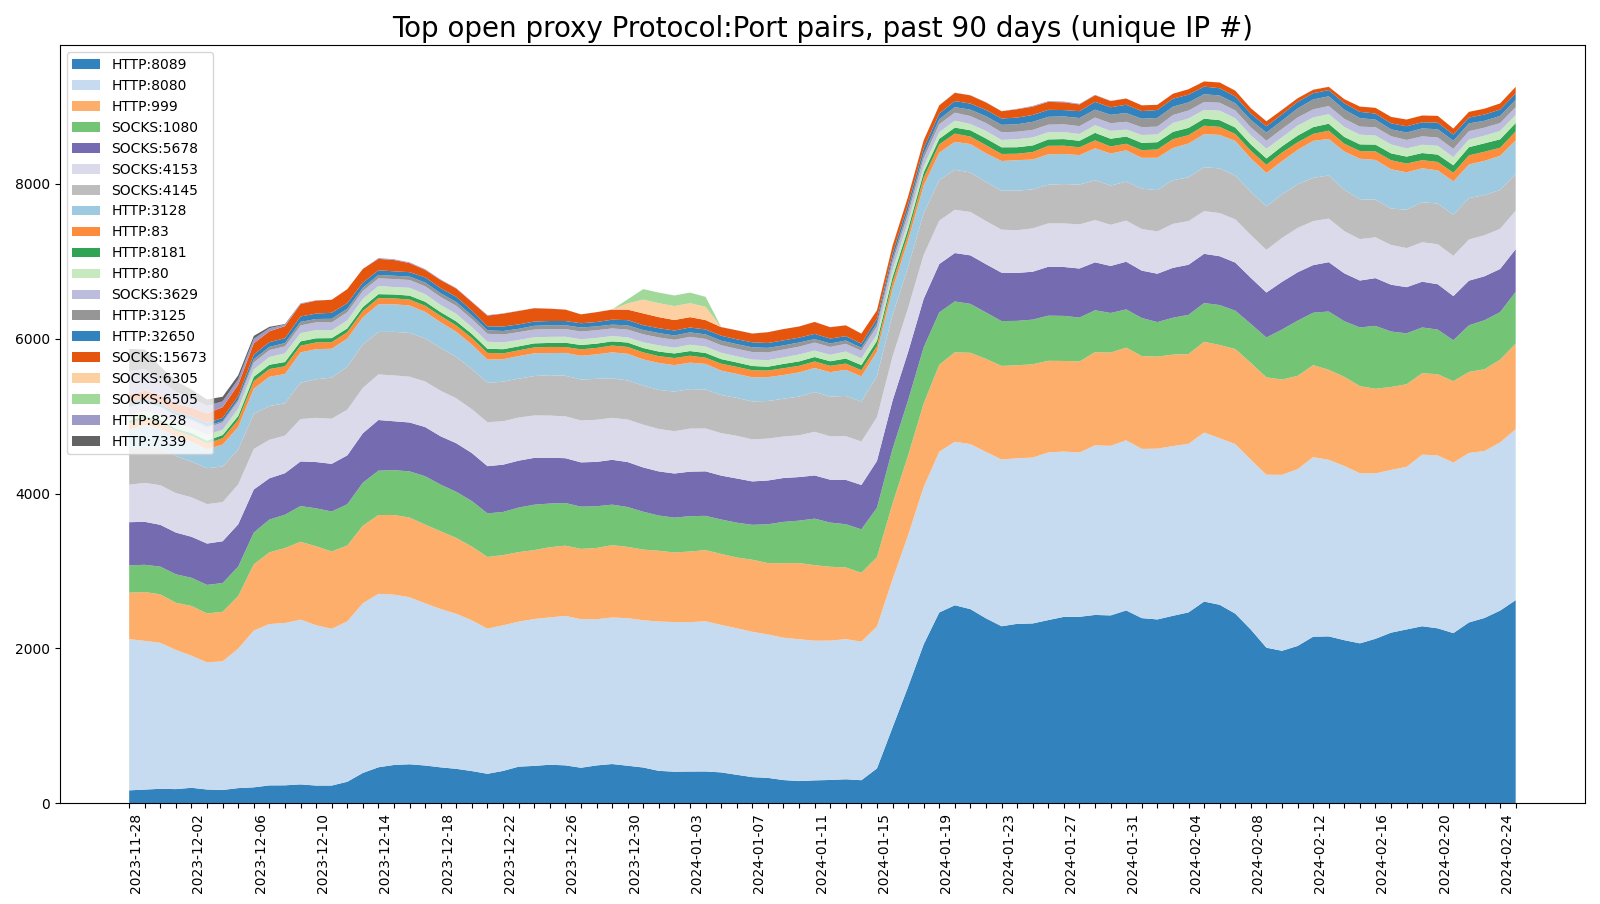 Top open proxy Protocol:Port pairs, past 90 days (unique IP #)
HTTP:8089
HTTP:8080
HTTP:999
SOCKS:1080
SOCKS:5678
SOCKS:4153
SOCKS:4145
HTTP:3128
HTTP:83
HTTP:8181
HTTP:80
SOCKS:3629
HTTP:3125
HTTP:32650
SOCKS:15673
SOCKS:6305
SOCKS:6505
HTTP:8228
HTTP:7339
8000
6000
4000
2000
0
2023-11-28
2023-12-02
2023-12-06
2023-12-10
2023-12-14
2023-12-18
2023-12-22
2023-12-26
2023-12-30
2024-01-03
2024-01-07
2024-01-11
2024-01-15
2024-01-19
2024-01-23
2024-01-27
2024-01-31
2024-02-04
2024-02-08
2024-02-12
2024-02-16
2024-02-20
2024-02-24